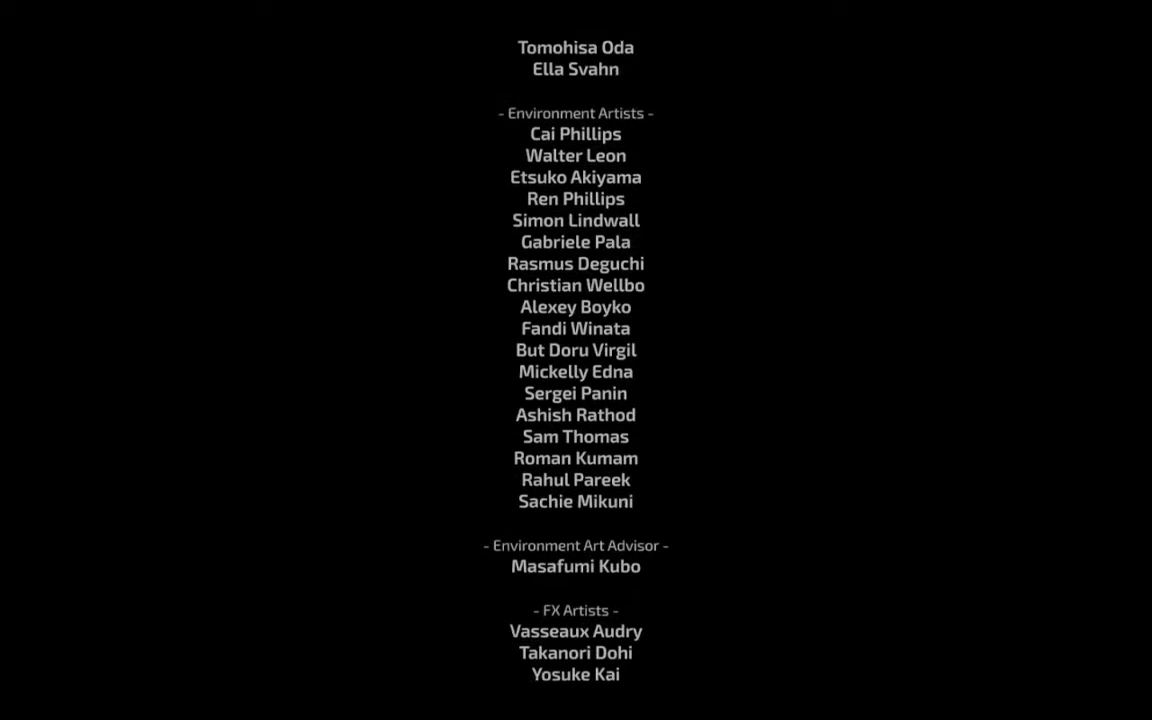 Tomohisa Oda
Ella Svahn
- Environment Artists -
Cai Phillips
Walter Leon
Etsuko Akiyama
Ren Phillips
Simon Lindwall
Gabriele Pala
Rasmus Deguchi
Christian Wellbo
Alexey Boyko
Fandi Winata
But Doru Virgil
Mickelly Edna
Sergei Panin
Ashish Rathod
Sam Thomas
Roman Kumam
Rahul Pareek
Sachie Mikuni
- Environment Art Advisor -
Masafumi Kubo
- FX Artists -
Vasseaux Audry
Takanori Dohi
Yosuke Kai